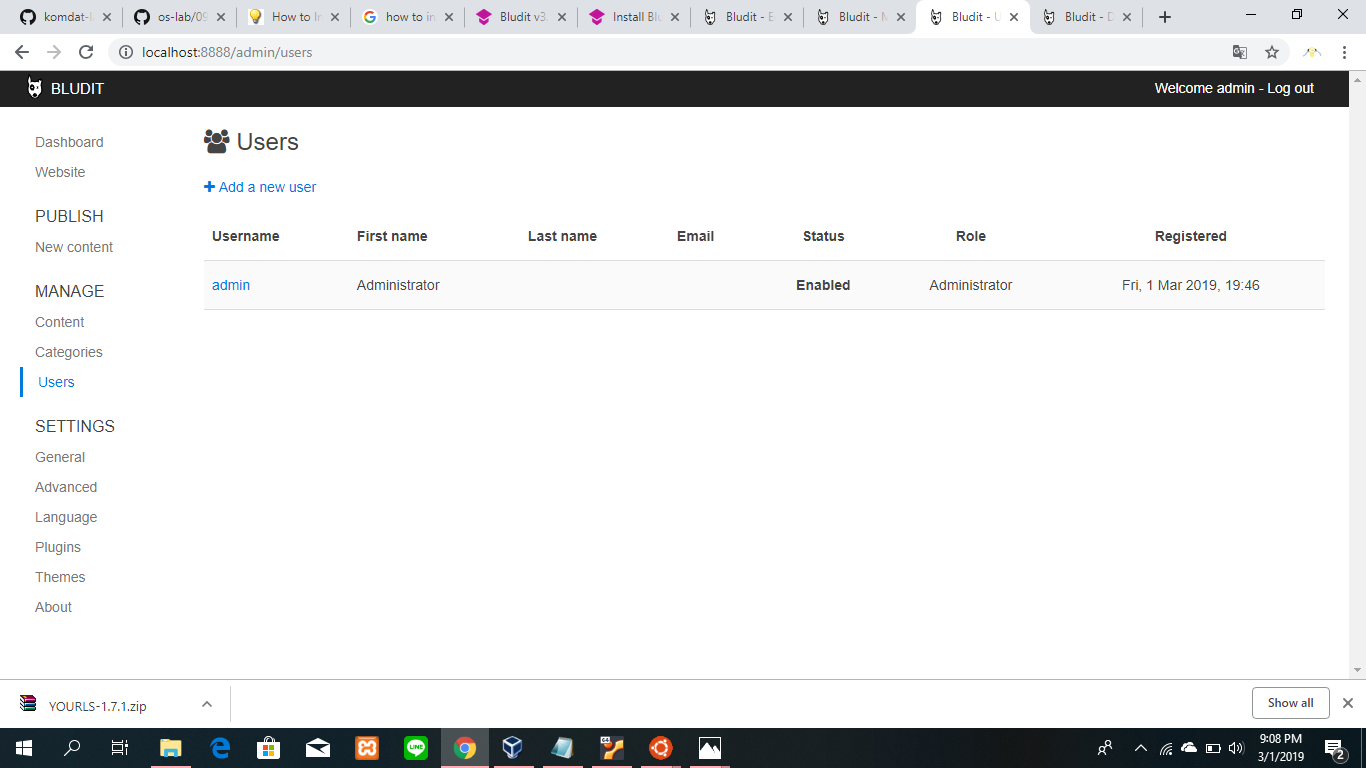 komdat-l
os-lab/09
How to In
how to in
Bludit v3.
Install Blu
Bludit - E
Bludit - M
Bludit - U
Bludit - D
localhost:8888/admin/users
BLUDIT
Welcome admin - Log out
Dashboard
Website
PUBLISH
New content
MANAGE
Content
Categories
Users
SETTINGS
General
Advanced
Language
Plugins
Themes
About
Users
Add a new user
Username First name Last name Email Status Role Registered
admin Administrator Enabled Administrator Fri, 1 Mar 2019, 19:46
YOURLS-1.7.1.zip
Show all
LINE
64
9:08 PM
3/1/2019
2